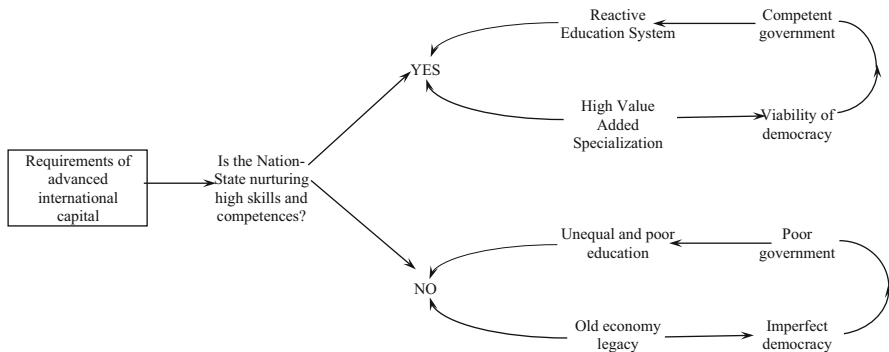 Requirements of
advanced
international
capital
Is the Nation-
State nurturing
high skills and
competences?
YES
Reactive
Education System
Competent
government
High Value
Added
Specialization
Viability of
democracy
NO
Unequal and poor
education
Poor
government
Old economy
legacy
Imperfect
democracy